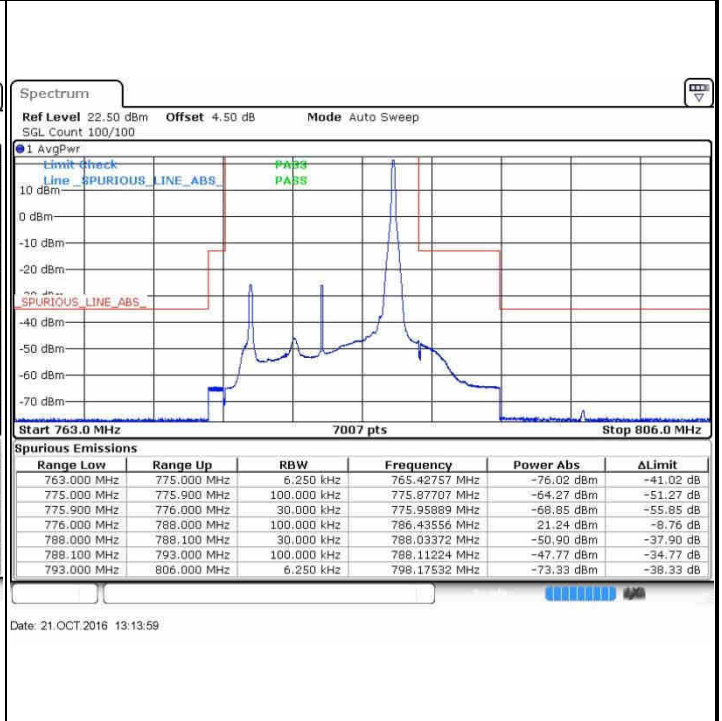 Spectrum
Ref Level 22.50 dBm Offset 4.50 dB Mode Auto Sweep
SGL Count 100/100
1 AvgPwr
Limit Check PASS
Line _SPURIOUS_LINE_ABS_ PASS
10 dBm
0 dBm
-10 dBm
-20 dBm
_SPURIOUS_LINE_ABS_
-40 dBm
-50 dBm
-60 dBm
-70 dBm
Start 763.0 MHz 7007 pts Stop 806.0 MHz
Spurious Emissions
Range Low Range Up RBW Frequency Power Abs ΔLimit
763.000 MHz 775.000 MHz 6.250 kHz 765.42757 MHz -76.02 dBm -41.02 dB
775.000 MHz 775.900 MHz 100.000 kHz 775.87707 MHz -64.27 dBm -51.27 dB
775.900 MHz 776.000 MHz 30.000 kHz 775.95889 MHz -68.85 dBm -55.85 dB
776.000 MHz 788.000 MHz 100.000 kHz 786.43556 MHz 21.24 dBm -8.76 dB
788.000 MHz 788.100 MHz 30.000 kHz 788.03372 MHz -50.90 dBm -37.90 dB
788.100 MHz 793.000 MHz 100.000 kHz 788.11224 MHz -47.77 dBm -34.77 dB
793.000 MHz 806.000 MHz 6.250 kHz 798.17532 MHz -73.33 dBm -38.33 dB
Date: 21.OCT.2016 13:13:59